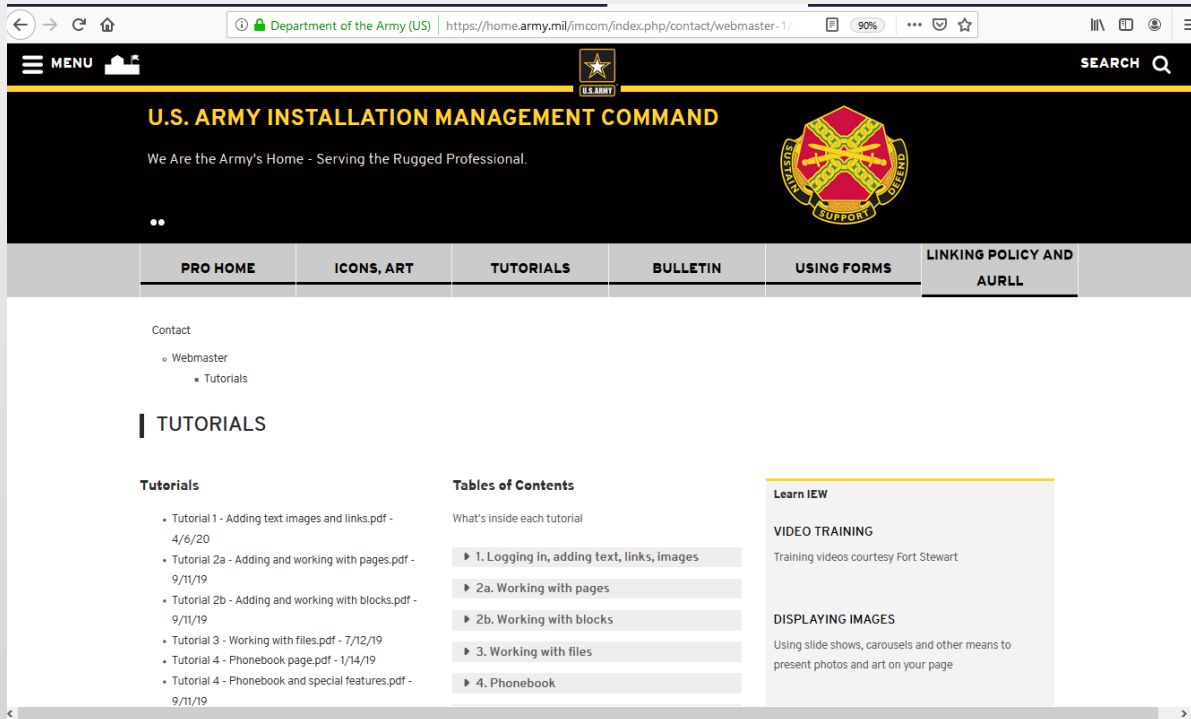 Department of the Army (US) https://home.army.mil/imcom/index.php/contact/webmaster-1/ 90%
MENU
U.S.ARMY
SEARCH
U.S. ARMY INSTALLATION MANAGEMENT COMMAND
We Are the Army's Home - Serving the Rugged Professional.
SUSTAIN SUPPORT DEFEND
PRO HOME
ICONS, ART
TUTORIALS
BULLETIN
USING FORMS
LINKING POLICY AND
AURLL
Contact
Webmaster
Tutorials
TUTORIALS
Tutorials
Tutorial 1 - Adding text images and links.pdf -
4/6/20
Tutorial 2a - Adding and working with pages.pdf -
9/11/19
Tutorial 2b - Adding and working with blocks.pdf -
9/11/19
Tutorial 3 - Working with files.pdf - 7/12/19
Tutorial 4 - Phonebook page.pdf - 1/14/19
Tutorial 4 - Phonebook and special features.pdf -
9/11/19
Tables of Contents
What's inside each tutorial
1. Logging in, adding text, links, images
2a. Working with pages
2b. Working with blocks
3. Working with files
4. Phonebook
Learn IEW
VIDEO TRAINING
Training videos courtesy Fort Stewart
DISPLAYING IMAGES
Using slide shows, carousels and other means to
present photos and art on your page